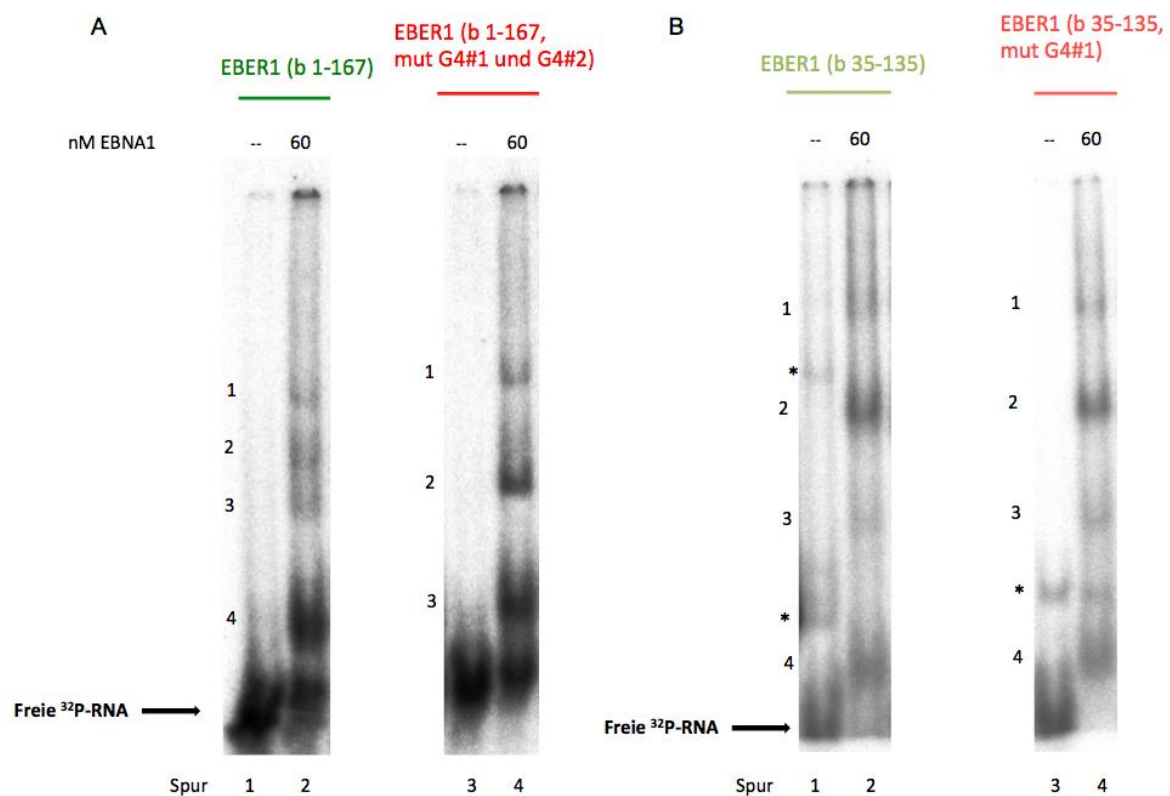 A
EBER1 (b 1-167)
EBER1 (b 1-167,
mut G4#1 und G4#2)
nM EBNA1
-- 60 -- 60
1
2
3
4
1
2
3
Freie ³²P-RNA
Spur 1 2 3 4
B
EBER1 (b 35-135)
EBER1 (b 35-135,
mut G4#1)
-- 60 -- 60
1
*
2
3
*
4
1
2
3
*
4
Freie ³²P-RNA
Spur 1 2 3 4